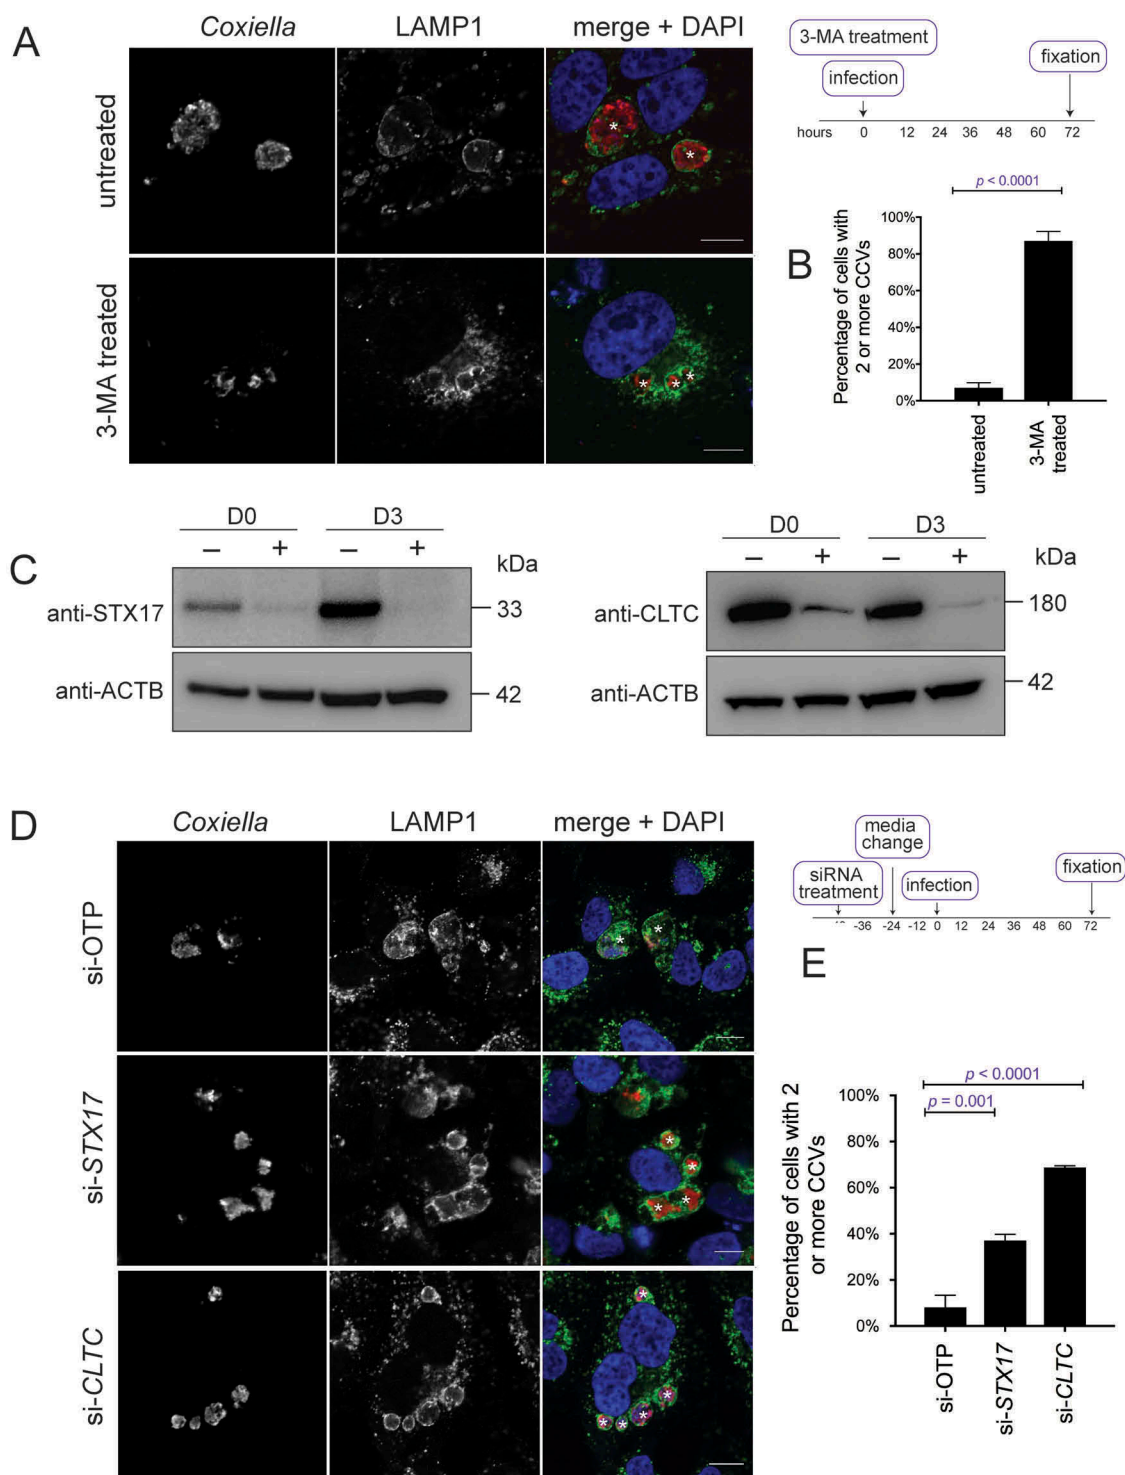 A
Coxiella
LAMP1
merge + DAPI
untreated
3-MA treated
3-MA treatment
infection
fixation
hours 0 12 24 36 48 60 72
B
p < 0.0001
Percentage of cells with
2 or more CCVs
100%
80%
60%
40%
20%
0%
untreated
3-MA
treated
C
D0 D3
– + – +
kDa
anti-STX17
33
anti-ACTB
42
D0 D3
– + – +
kDa
anti-CLTC
180
anti-ACTB
42
D
Coxiella
LAMP1
merge + DAPI
si-OTP
si-STX17
si-CLTC
media
change
siRNA
treatment
infection
fixation
-36 -24 -12 0 12 24 36 48 60 72
E
p < 0.0001
p = 0.001
Percentage of cells with 2
or more CCVs
100%
80%
60%
40%
20%
0%
si-OTP
si-STX17
si-CLTC